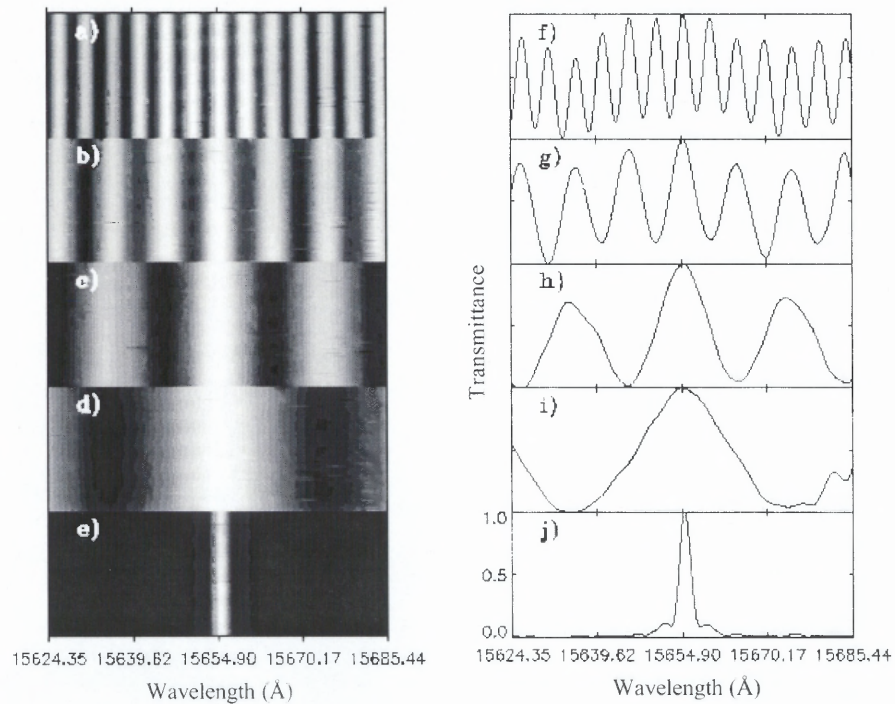 a)
b)
c)
d)
e)
15624.35 15639.62 15654.90 15670.17 15685.44
Wavelength (Å)
f)
g)
h)
i)
j)
Transmittance
1.0
0.5
0.0
15624.35 15639.62 15654.90 15670.17 15685.44
Wavelength (Å)